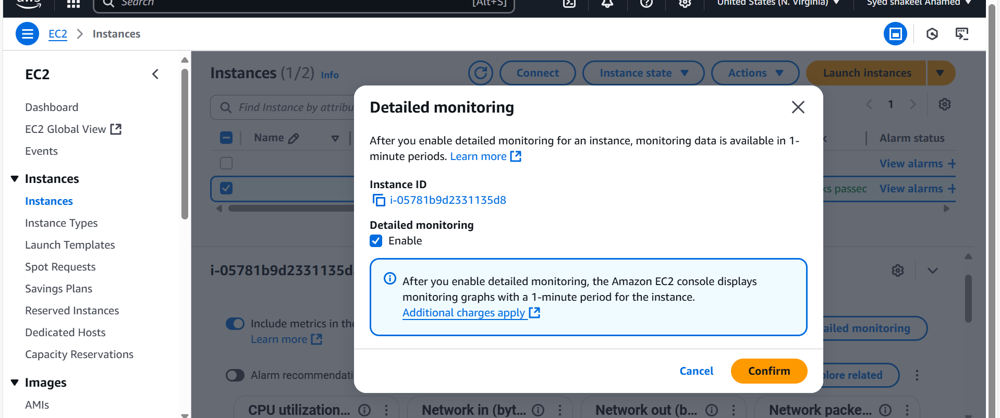 aws
Search
[Alt+S]
United States (N. Virginia)
Syed shakeel Ahamed
EC2
Instances
EC2
Dashboard
EC2 Global View
Events
Instances
Instances
Instance Types
Launch Templates
Spot Requests
Savings Plans
Reserved Instances
Dedicated Hosts
Capacity Reservations
Images
AMIs
Instances (1/2) Info
Connect
Instance state
Actions
Launch instances
Find Instance by attribu
1
Name
Alarm status
View alarms +
ks passed View alarms +
i-05781b9d2331135d
Include metrics in the
Learn more
ailed monitoring
Alarm recommendati
plore related
CPU utilization...
Network in (byt...
Network out (b...
Network packe...
Detailed monitoring
After you enable detailed monitoring for an instance, monitoring data is available in 1-
minute periods. Learn more
Instance ID
i-05781b9d2331135d8
Detailed monitoring
Enable
After you enable detailed monitoring, the Amazon EC2 console displays
monitoring graphs with a 1-minute period for the instance.
Additional charges apply
Cancel
Confirm